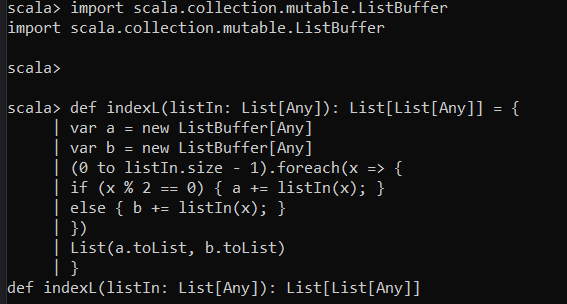 scala> import scala.collection.mutable.ListBuffer
import scala.collection.mutable.ListBuffer

scala>

scala> def indexL(listIn: List[Any]): List[List[Any]] = {
     | var a = new ListBuffer[Any]
     | var b = new ListBuffer[Any]
     | (0 to listIn.size - 1).foreach(x => {
     | if (x % 2 == 0) { a += listIn(x); }
     | else { b += listIn(x); }
     | })
     | List(a.toList, b.toList)
     | }
def indexL(listIn: List[Any]): List[List[Any]]